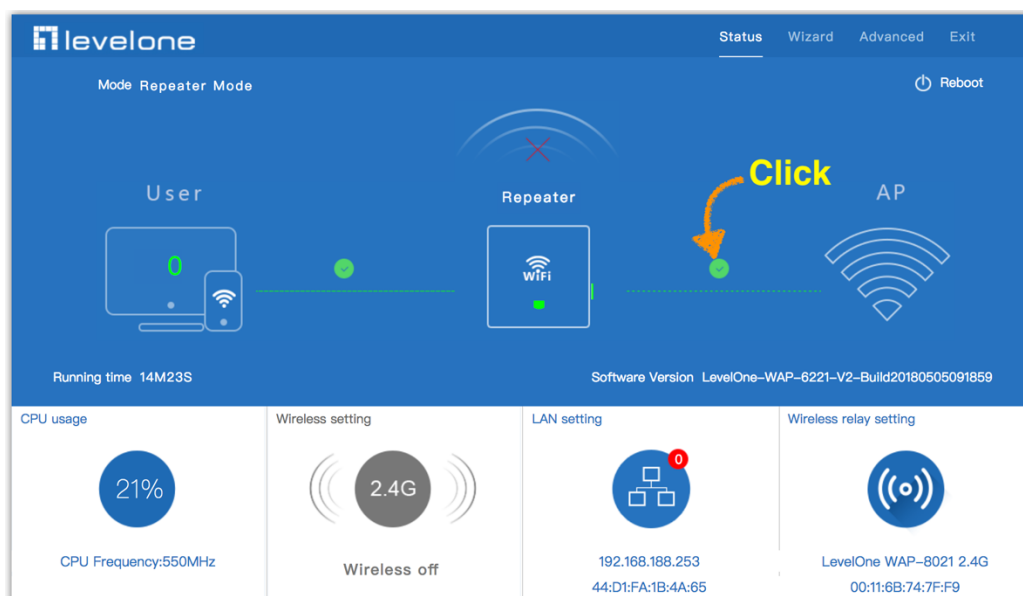 levelone
Status Wizard Advanced Exit
Mode Repeater Mode
Reboot
Click
User
Repeater
AP
0
WiFi
Running time 14M23S
Software Version LevelOne-WAP-6221-V2-Build20180505091859
CPU usage
Wireless setting
LAN setting
Wireless relay setting
0
21%
2.4G
CPU Frequency:550MHz
Wireless off
192.168.188.253
LevelOne WAP-8021 2.4G
44:D1:FA:1B:4A:65
00:11:6B:74:7F:F9